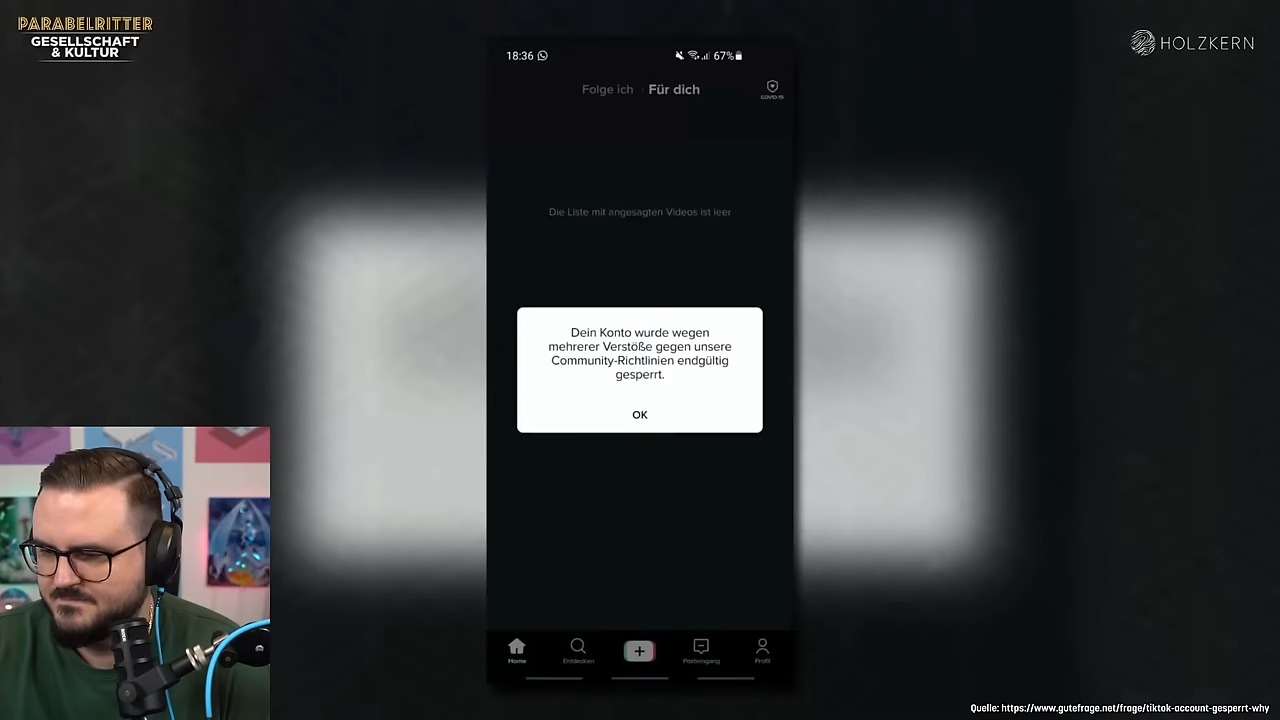 PARABELRITTER
GESELLSCHAFT
& KULTUR
HOLZKERN
18:36
67%
Folge ich
Für dich
COVID-19
Die Liste mit angesagten Videos ist leer
Dein Konto wurde wegen
mehrerer Verstöße gegen unsere
Community-Richtlinien endgültig
gesperrt.
OK
Home
Entdecken
Posteingang
Profil
Quelle: https://www.gutefrage.net/frage/tiktok-account-gesperrt-why